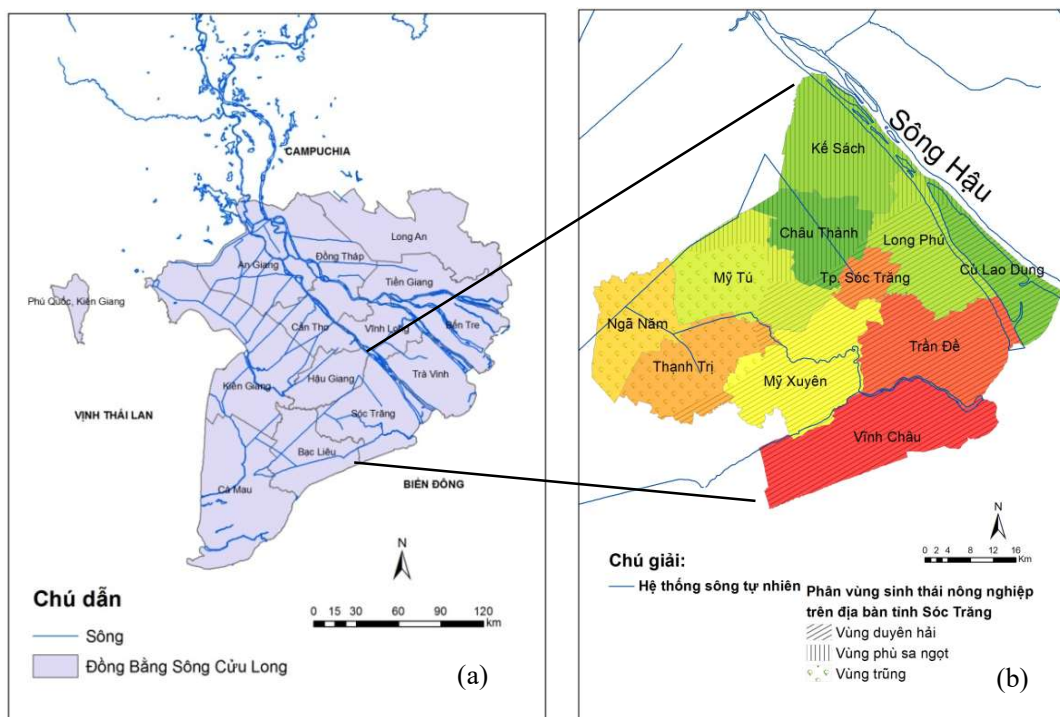 CAMPUCHIA
Long An
An Giang
Đồng Tháp
Tiền Giang
Phú Quốc, Kiên Giang
Cần Thơ
Vĩnh Long
Bến Tre
Kiên Giang
Hậu Giang
Trà Vinh
VỊNH THÁI LAN
Sóc Trăng
Bạc Liêu
BIỂN ĐÔNG
Cà Mau
N
Chú dẫn
0 15 30 60 90 120
km
Sông
Đồng Bằng Sông Cửu Long
(a)
Sông Hậu
Kế Sách
Châu Thành
Long Phú
Mỹ Tú
Tp. Sóc Trăng
Cù Lao Dung
Ngã Năm
Trần Đề
Thạnh Trị
Mỹ Xuyên
Vĩnh Châu
N
0 2 4 8 12 16
Km
Chú giải:
Hệ thống sông tự nhiên
Phân vùng sinh thái nông nghiệp
trên địa bàn tỉnh Sóc Trăng
Vùng duyên hải
Vùng phù sa ngọt
Vùng trũng
(b)